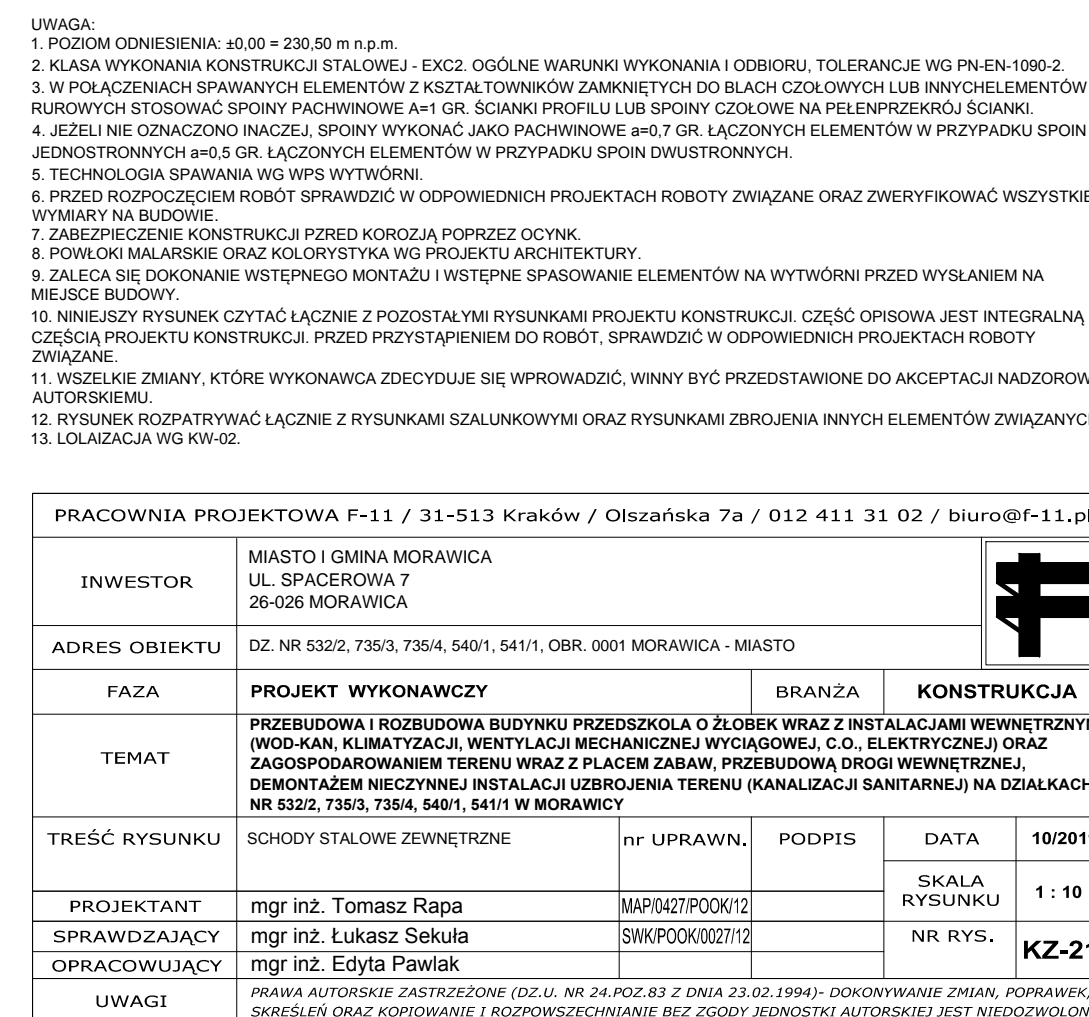 UWAGA:
1. POZIOM ODNIESIENIA: ±0,00 = 230,50 m n.p.m.
2. KLASA WYKONANIA KONSTRUKCJI STALOWEJ - EXC2. OGÓLNE WARUNKI WYKONANIA I ODBIORU, TOLERANCJE WG PN-EN-1090-2.
3. W POŁĄCZENIACH SPAWANYCH ELEMENTÓW Z KSZTAŁTOWNIKÓW ZAMKNIĘTYCH DO BLACH CZOŁOWYCH LUB INNYCHELEMENTÓW
RUROWYCH STOSOWAĆ SPOINY PACHWINOWE A=1 GR. ŚCIANKI PROFILU LUB SPOINY CZOŁOWE NA PEŁENPRZEKRÓJ ŚCIANKI.
4. JEŻELI NIE OZNACZONO INACZEJ, SPOINY WYKONAĆ JAKO PACHWINOWE a=0,7 GR. ŁĄCZONYCH ELEMENTÓW W PRZYPADKU SPOIN
JEDNOSTRONNYCH a=0,5 GR. ŁĄCZONYCH ELEMENTÓW W PRZYPADKU SPOIN DWUSTRONNYCH.
5. TECHNOLOGIA SPAWANIA WG WPS WYTWÓRNI.
6. PRZED ROZPOCZĘCIEM ROBÓT SPRAWDZIĆ W ODPOWIEDNICH PROJEKTACH ROBOTY ZWIĄZANE ORAZ ZWERYFIKOWAĆ WSZYSTKIE
WYMIARY NA BUDOWIE.
7. ZABEZPIECZENIE KONSTRUKCJI PZRED KOROZJĄ POPRZEZ OCYNK.
8. POWŁOKI MALARSKIE ORAZ KOLORYSTYKA WG PROJEKTU ARCHITEKTURY.
9. ZALECA SIĘ DOKONANIE WSTĘPNEGO MONTAŻU I WSTĘPNE SPASOWANIE ELEMENTÓW NA WYTWÓRNI PRZED WYSŁANIEM NA
MIEJSCE BUDOWY.
10. NINIEJSZY RYSUNEK CZYTAĆ ŁĄCZNIE Z POZOSTAŁYMI RYSUNKAMI PROJEKTU KONSTRUKCJI. CZĘŚĆ OPISOWA JEST INTEGRALNĄ
CZĘŚCIĄ PROJEKTU KONSTRUKCJI. PRZED PRZYSTĄPIENIEM DO ROBÓT, SPRAWDZIĆ W ODPOWIEDNICH PROJEKTACH ROBOTY
ZWIĄZANE.
11. WSZELKIE ZMIANY, KTÓRE WYKONAWCA ZDECYDUJE SIĘ WPROWADZIĆ, WINNY BYĆ PRZEDSTAWIONE DO AKCEPTACJI NADZOROW
AUTORSKIEMU.
12. RYSUNEK ROZPATRYWAĆ ŁĄCZNIE Z RYSUNKAMI SZALUNKOWYMI ORAZ RYSUNKAMI ZBROJENIA INNYCH ELEMENTÓW ZWIĄZANYC
13. LOLAIZACJA WG KW-02.
PRACOWNIA PROJEKTOWA F-11 / 31-513 Kraków / Olszańska 7a / 012 411 31 02 / biuro@f-11.pl
INWESTOR
MIASTO I GMINA MORAWICA
UL. SPACEROWA 7
26-026 MORAWICA
ADRES OBIEKTU DZ. NR 532/2, 735/3, 735/4, 540/1, 541/1, OBR. 0001 MORAWICA - MIASTO
FAZA PROJEKT WYKONAWCZY BRANŻA KONSTRUKCJA
TEMAT
PRZEBUDOWA I ROZBUDOWA BUDYNKU PRZEDSZKOLA O ŻŁOBEK WRAZ Z INSTALACJAMI WEWNĘTRZNYM
(WOD-KAN, KLIMATYZACJI, WENTYLACJI MECHANICZNEJ WYCIĄGOWEJ, C.O., ELEKTRYCZNEJ) ORAZ
ZAGOSPODAROWANIEM TERENU WRAZ Z PLACEM ZABAW, PRZEBUDOWĄ DROGI WEWNĘTRZNEJ,
DEMONTAŻEM NIECZYNNEJ INSTALACJI UZBROJENIA TERENU (KANALIZACJI SANITARNEJ) NA DZIAŁKACH
NR 532/2, 735/3, 735/4, 540/1, 541/1 W MORAWICY
TREŚĆ RYSUNKU SCHODY STALOWE ZEWNĘTRZNE nr UPRAWN. PODPIS DATA 10/201
SKALA
RYSUNKU 1 : 10
PROJEKTANT mgr inż. Tomasz Rapa MAP/0427/POOK/12
SPRAWDZAJĄCY mgr inż. Łukasz Sekuła SWK/POOK/0027/12 NR RYS. KZ-21
OPRACOWUJĄCY mgr inż. Edyta Pawlak
UWAGI
PRAWA AUTORSKIE ZASTRZEŻONE (DZ.U. NR 24.POZ.83 Z DNIA 23.02.1994)- DOKONYWANIE ZMIAN, POPRAWEK,
SKREŚLEŃ ORAZ KOPIOWANIE I ROZPOWSZECHNIANIE BEZ ZGODY JEDNOSTKI AUTORSKIEJ JEST NIEDOZWOLON